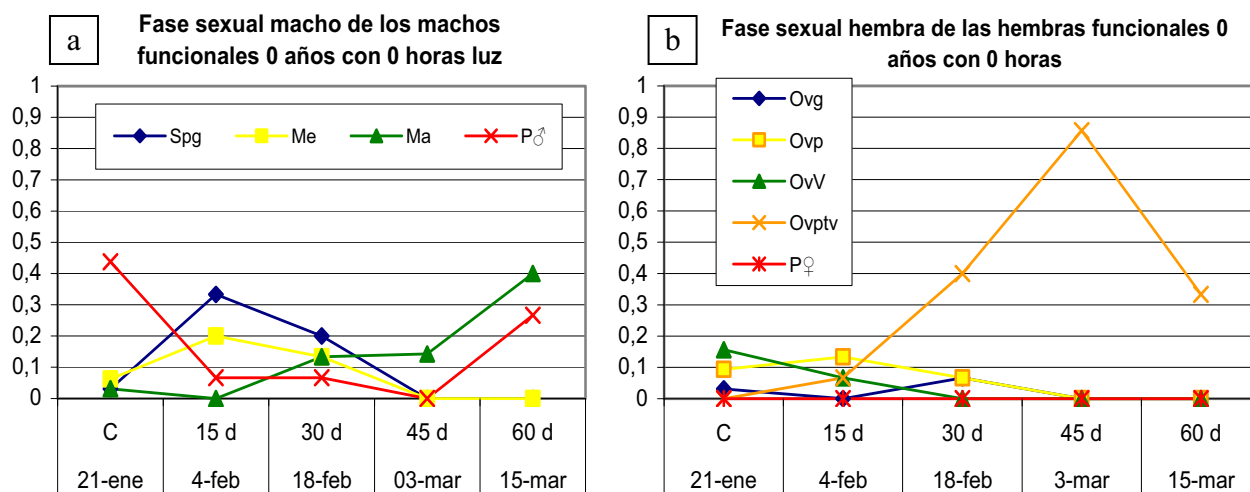 a
Fase sexual macho de los machos
funcionales 0 años con 0 horas luz
1
0,9
0,8
0,7
0,6
0,5
0,4
0,3
0,2
0,1
0
Spg Me Ma P♂
C 15 d 30 d 45 d 60 d
21-ene 4-feb 18-feb 03-mar 15-mar
b
Fase sexual hembra de las hembras funcionales 0
años con 0 horas
1
0,9
0,8
0,7
0,6
0,5
0,4
0,3
0,2
0,1
0
Ovg
Ovp
OvV
Ovptv
P♀
C 15 d 30 d 45 d 60 d
21-ene 4-feb 18-feb 3-mar 15-mar